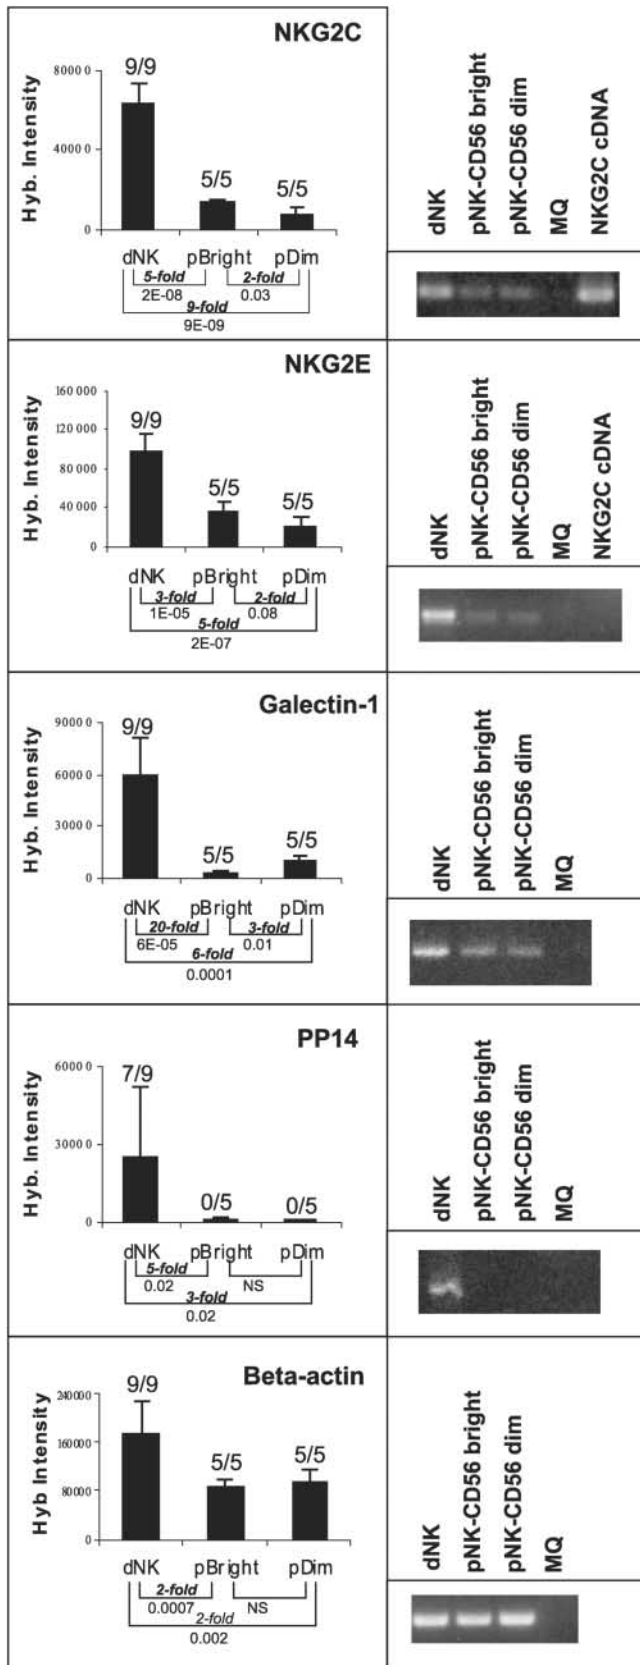 NKG2C
9/9
8000 0
5/5
4000 0
5/5
0
Hyb. Intensity
dNK pBright pDim
5-fold 2-fold
2E-08 0.03
9-fold
9E-09
dNK
pNK-CD56 bright
pNK-CD56 dim
MQ
NKG2C cDNA
NKG2E
160 000
9/9
120 000
80 000
5/5
5/5
40 000
0
Hyb. Intensity
dNK pBright pDim
3-fold 2-fold
1E-05 0.08
5-fold
2E-07
dNK
pNK-CD56 bright
pNK-CD56 dim
MQ
NKG2C cDNA
Galectin-1
9000 0
9/9
6000 0
3000 0
5/5
5/5
0
Hyb. Intensity
dNK pBright pDim
20-fold 3-fold
6E-05 0.01
6-fold
0.0001
dNK
pNK-CD56 bright
pNK-CD56 dim
MQ
PP14
6000 0
7/9
3000 0
0/5
0/5
0
Hyb. Intensity
dNK pBright pDim
5-fold
0.02 NS
3-fold
0.02
dNK
pNK-CD56 bright
pNK-CD56 dim
MQ
Beta-actin
9/9
2400 00
1600 00
5/5
5/5
800 00
0
Hyb Intensity
dNK pBright pDim
2-fold
0.0007 NS
2-fold
0.002
dNK
pNK-CD56 bright
pNK-CD56 dim
MQ